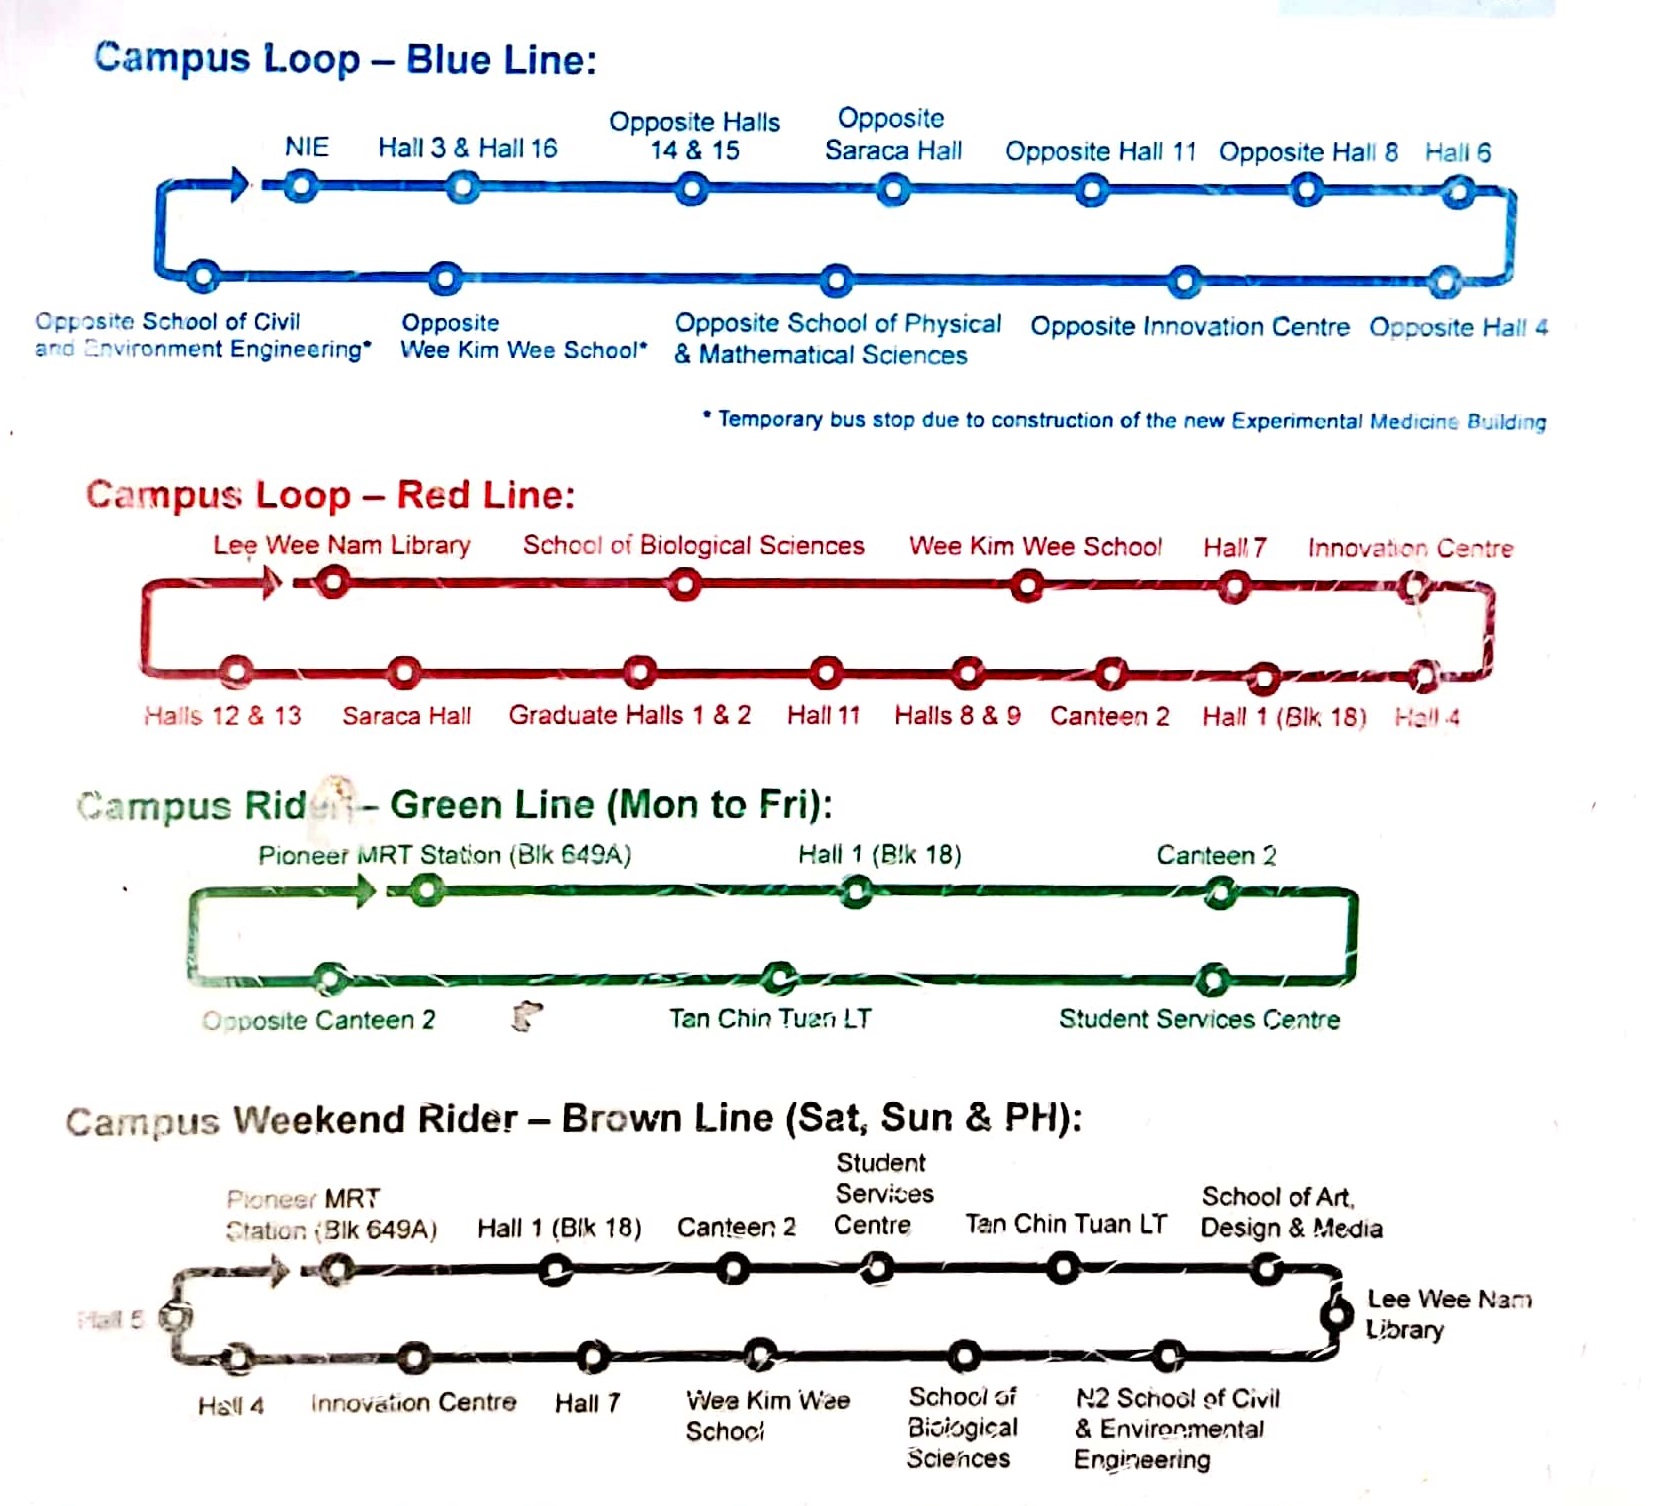 Campus Loop – Blue Line:
NIE
Hall 3 & Hall 16
Opposite Halls
14 & 15
Opposite
Saraca Hall
Opposite Hall 11
Opposite Hall 8
Hall 6
Opposite School of Civil
and Environment Engineering*
Opposite
Wee Kim Wee School*
Opposite School of Physical
& Mathematical Sciences
Opposite Innovation Centre
Opposite Hall 4
* Temporary bus stop due to construction of the new Experimental Medicine Building
Campus Loop – Red Line:
Lee Wee Nam Library
School of Biological Sciences
Wee Kim Wee School
Hall 7
Innovation Centre
Halls 12 & 13
Saraca Hall
Graduate Halls 1 & 2
Hall 11
Halls 8 & 9
Canteen 2
Hall 1 (Blk 18)
Hall 4
Campus Rider – Green Line (Mon to Fri):
Pioneer MRT Station (Blk 649A)
Hall 1 (Blk 18)
Canteen 2
Opposite Canteen 2
Tan Chin Tuan LT
Student Services Centre
Campus Weekend Rider – Brown Line (Sat, Sun & PH):
Pioneer MRT
Station (Blk 649A)
Hall 1 (Blk 18)
Canteen 2
Student
Services
Centre
Tan Chin Tuan LT
School of Art,
Design & Media
Lee Wee Nam
Library
Hall 5
Hall 4
Innovation Centre
Hall 7
Wee Kim Wee
School
School of
Biological
Sciences
N2 School of Civil
& Environmental
Engineering